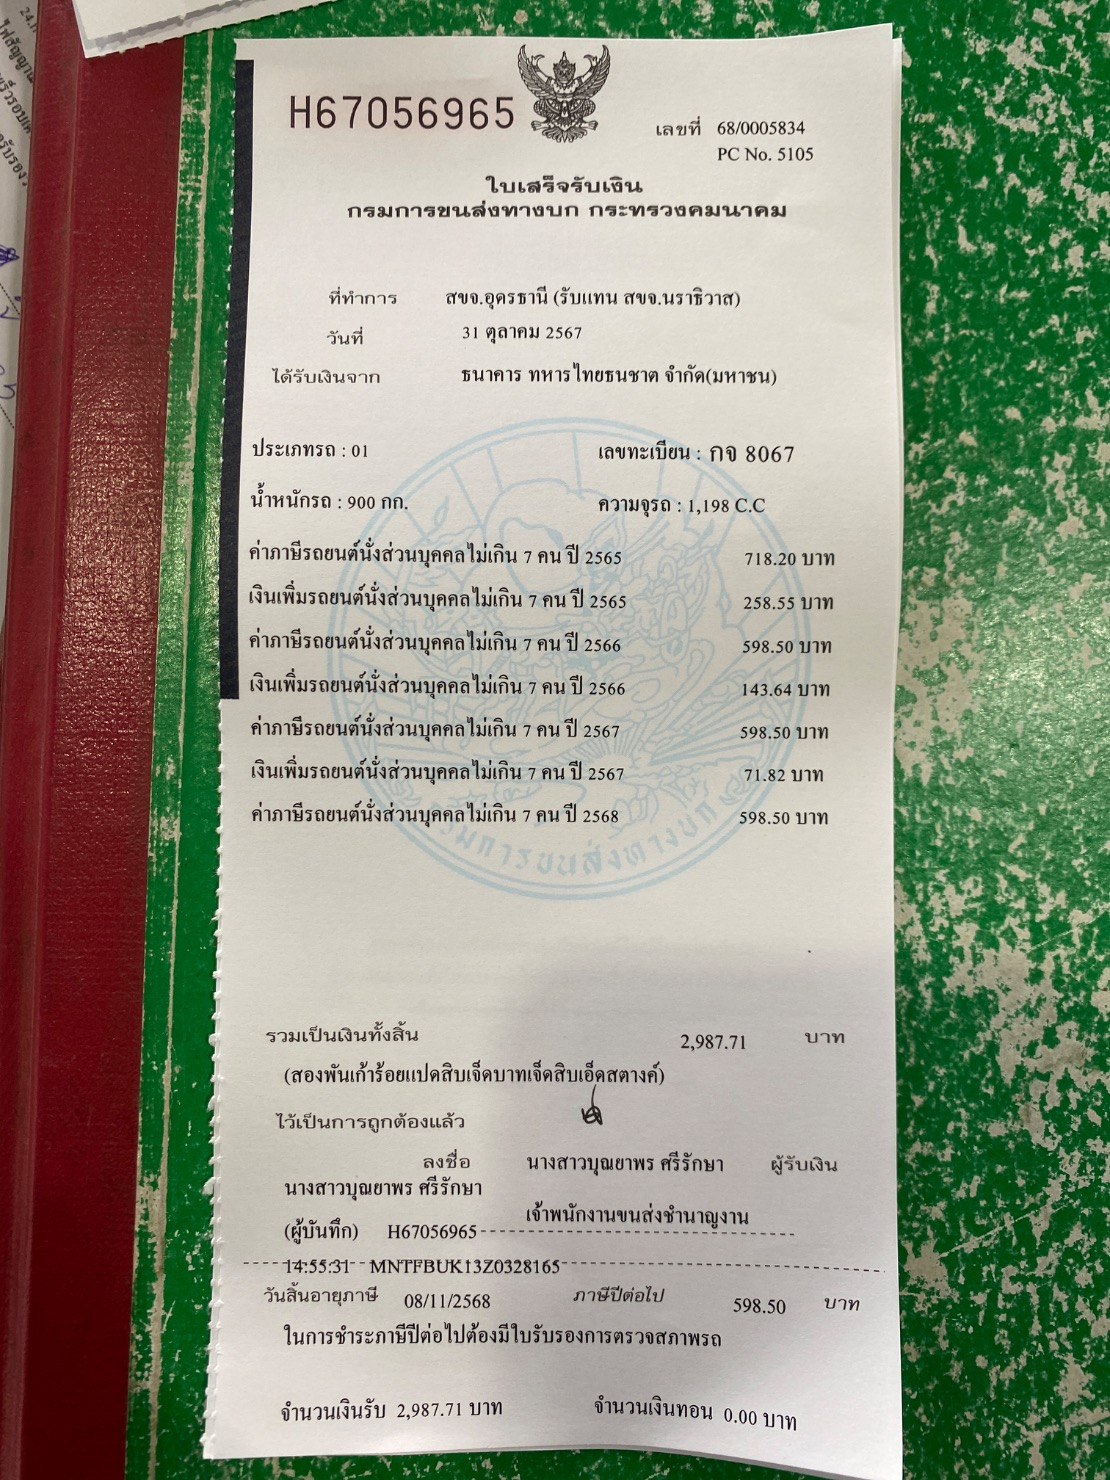 H67056965
เลขที่ 68/0005834
PC No. 5105
ใบเสร็จรับเงิน
กรมการขนส่งทางบก กระทรวงคมนาคม
ที่ทำการ สขจ.อุดรธานี (รับแทน สขจ.นราธิวาส)
วันที่ 31 ตุลาคม 2567
ได้รับเงินจาก ธนาคาร ทหารไทยธนชาต จำกัด(มหาชน)
ประเภทรถ : 01 เลขทะเบียน : กจ 8067
น้ำหนักรถ : 900 กก. ความจุรถ : 1,198 C.C
ค่าภาษีรถยนต์นั่งส่วนบุคคลไม่เกิน 7 คน ปี 2565 718.20 บาท
เงินเพิ่มรถยนต์นั่งส่วนบุคคลไม่เกิน 7 คน ปี 2565 258.55 บาท
ค่าภาษีรถยนต์นั่งส่วนบุคคลไม่เกิน 7 คน ปี 2566 598.50 บาท
เงินเพิ่มรถยนต์นั่งส่วนบุคคลไม่เกิน 7 คน ปี 2566 143.64 บาท
ค่าภาษีรถยนต์นั่งส่วนบุคคลไม่เกิน 7 คน ปี 2567 598.50 บาท
เงินเพิ่มรถยนต์นั่งส่วนบุคคลไม่เกิน 7 คน ปี 2567 71.82 บาท
ค่าภาษีรถยนต์นั่งส่วนบุคคลไม่เกิน 7 คน ปี 2568 598.50 บาท
กรมการขนส่งทางบก
รวมเป็นเงินทั้งสิ้น 2,987.71 บาท
(สองพันเก้าร้อยแปดสิบเจ็ดบาทเจ็ดสิบเอ็ดสตางค์)
ไว้เป็นการถูกต้องแล้ว
ลงชื่อ นางสาวบุณยาพร ศรีรักษา ผู้รับเงิน
นางสาวบุณยาพร ศรีรักษา
เจ้าพนักงานขนส่งชำนาญงาน
(ผู้บันทึก) H67056965
14:55:31 MNTFBUK13Z0328165
วันสิ้นอายุภาษี 08/11/2568 ภาษีปีต่อไป 598.50 บาท
ในการชำระภาษีปีต่อไปต้องมีใบรับรองการตรวจสภาพรถ
จำนวนเงินรับ 2,987.71 บาท จำนวนเงินทอน 0.00 บาท